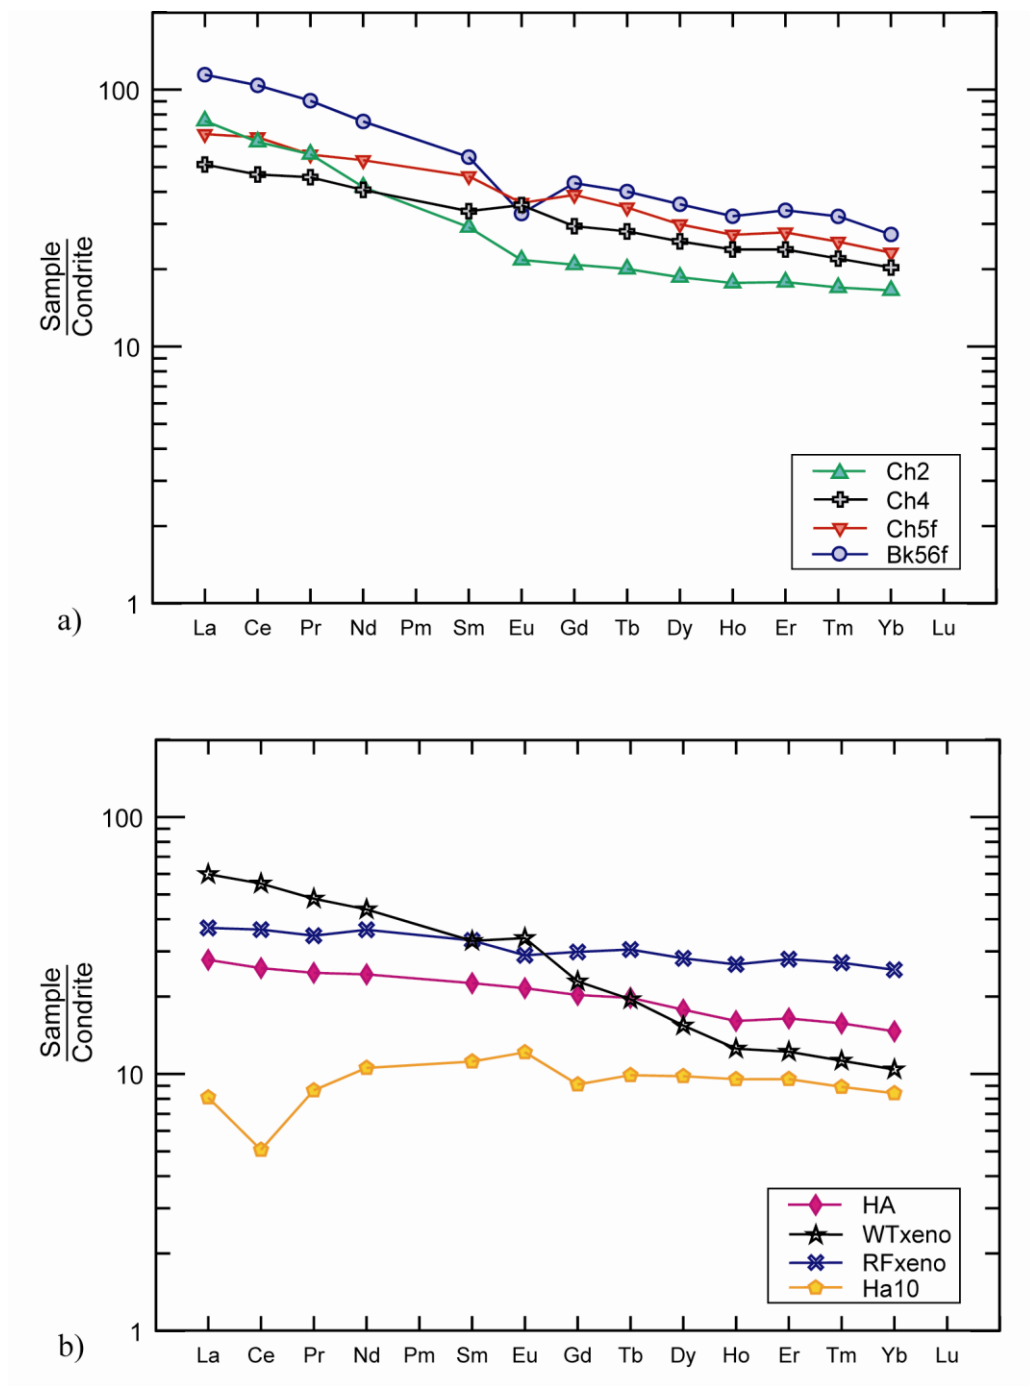 100
10
1
Sample
Condrite
Ch2
Ch4
Ch5f
Bk56f
a)
La Ce Pr Nd Pm Sm Eu Gd Tb Dy Ho Er Tm Yb Lu
100
10
1
Sample
Condrite
HA
WTxeno
RFxeno
Ha10
b)
La Ce Pr Nd Pm Sm Eu Gd Tb Dy Ho Er Tm Yb Lu